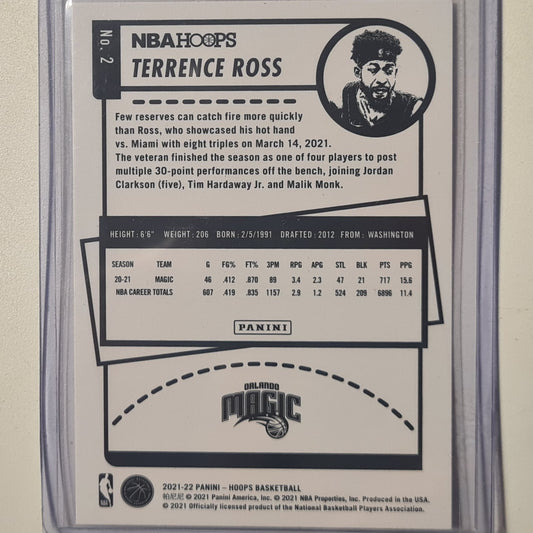 No. 2
NBA HOOPS
TERRENCE ROSS
Few reserves can catch fire more quickly
than Ross, who showcased his hot hand
vs. Miami with eight triples on March 14, 2021.
The veteran finished the season as one of four players to post
multiple 30-point performances off the bench, joining Jordan
Clarkson (five), Tim Hardaway Jr. and Malik Monk.
HEIGHT: 6'6" WEIGHT: 206 BORN: 2/5/1991 DRAFTED: 2012 FROM: WASHINGTON
SEASON TEAM G FG% FT% 3PM RPG APG STL BLK PTS PPG
20-21 MAGIC 46 .412 .870 89 3.4 2.3 47 21 717 15.6
NBA CAREER TOTALS 607 .419 .835 1157 2.9 1.2 524 209 6896 11.4
PANINI
ORLANDO
MAGIC
2021-22 PANINI – HOOPS BASKETBALL
帕尼尼 © 2021 Panini America, Inc. © 2021 NBA Properties, Inc. Produced in the USA.
© 2021 Officially licensed product of the National Basketball Players Association.
NBA